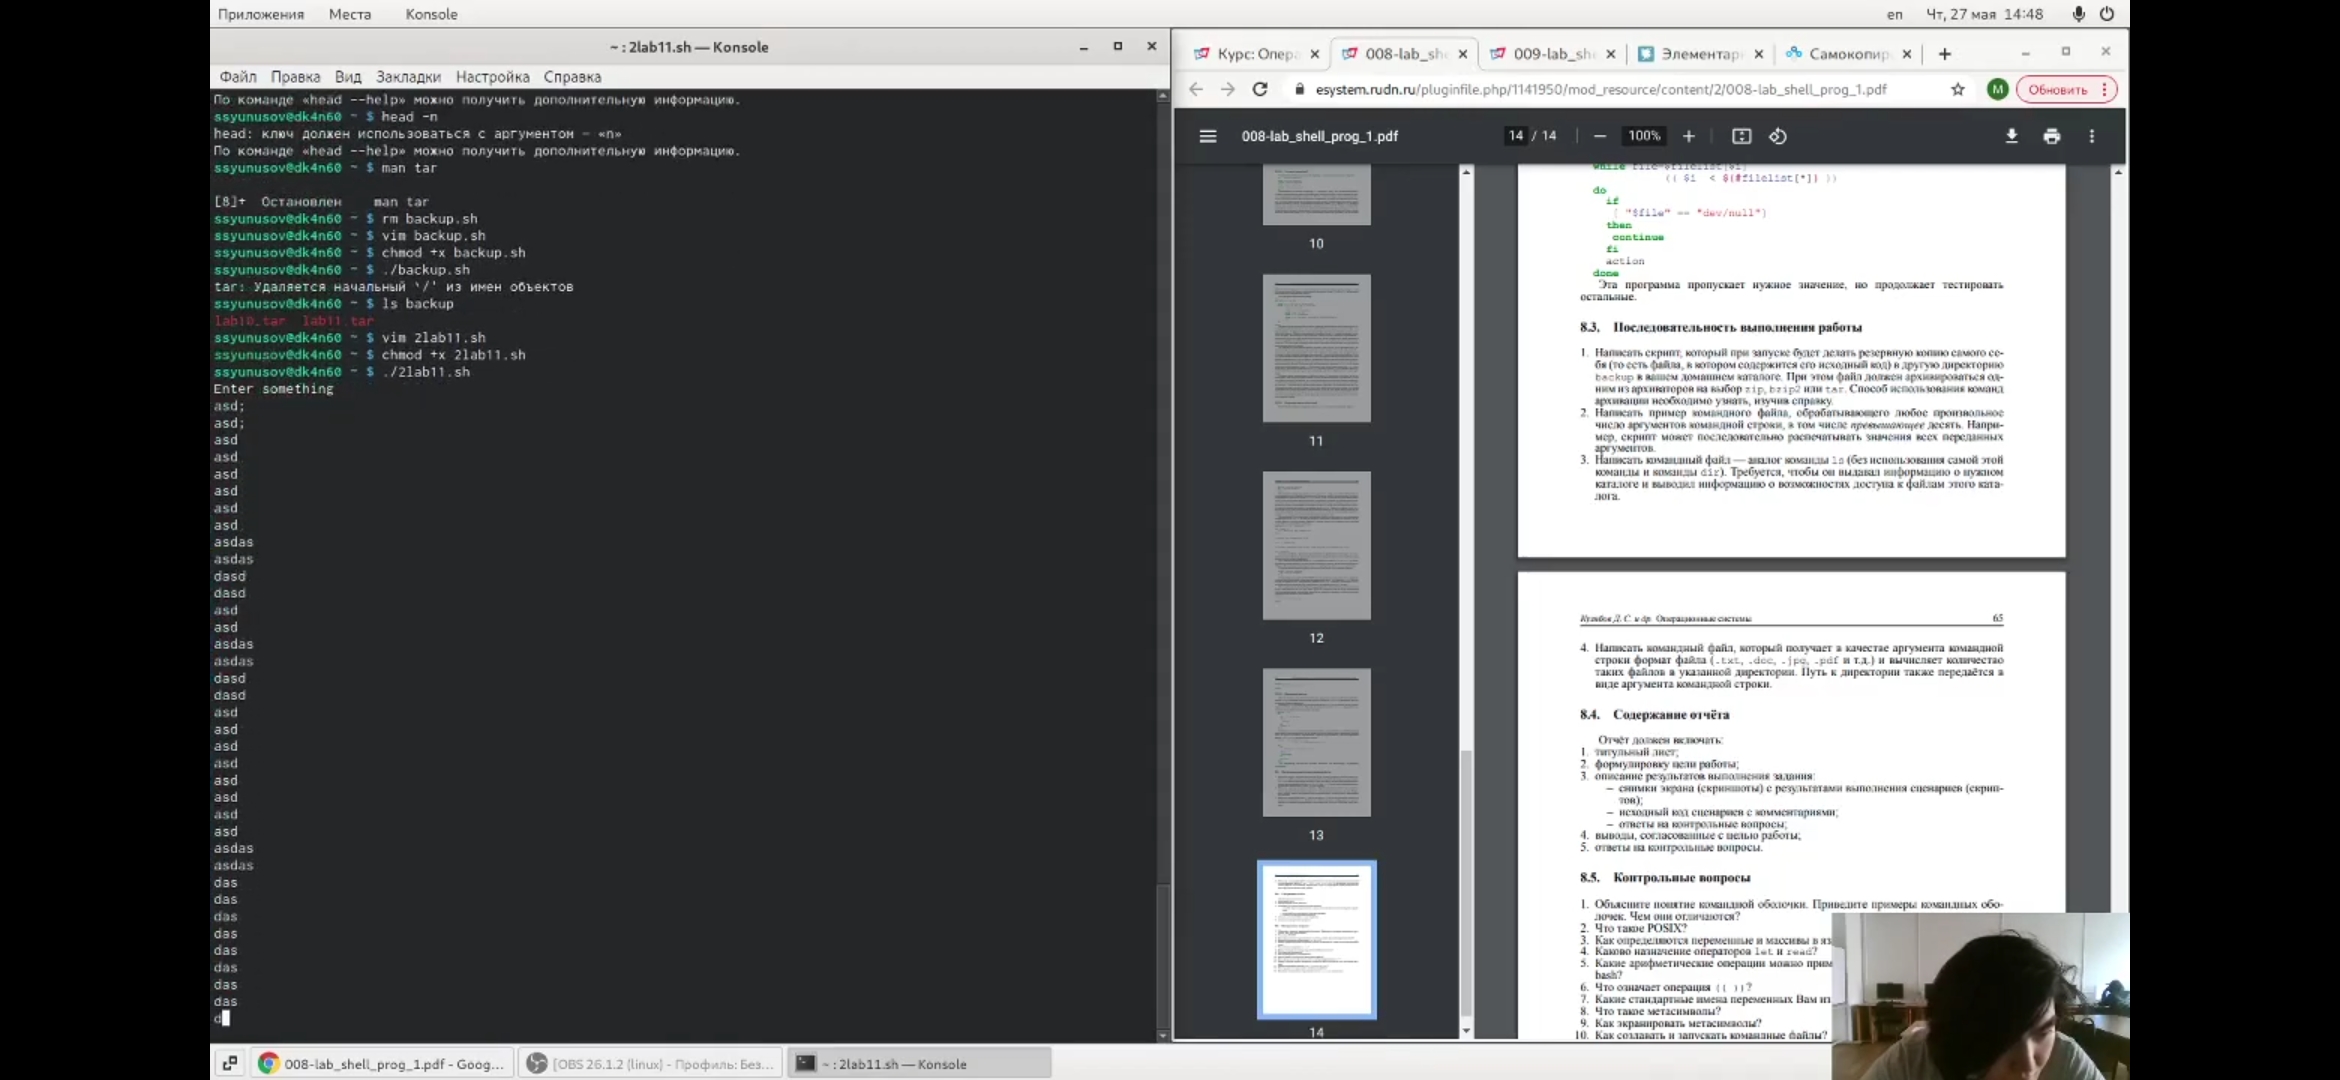 Приложения Места Konsole
en Чт, 27 мая 14:48
~ : 2lab11.sh — Konsole
Файл Правка Вид Закладки Настройка Справка
По команде «head --help» можно получить дополнительную информацию.
ssyunusov@dk4n60 ~ $ head -n
head: ключ должен использоваться с аргументом – «n»
По команде «head --help» можно получить дополнительную информацию.
ssyunusov@dk4n60 ~ $ man tar
[8]+ Остановлен man tar
ssyunusov@dk4n60 ~ $ rm backup.sh
ssyunusov@dk4n60 ~ $ vim backup.sh
ssyunusov@dk4n60 ~ $ chmod +x backup.sh
ssyunusov@dk4n60 ~ $ ./backup.sh
tar: Удаляется начальный `/' из имен объектов
ssyunusov@dk4n60 ~ $ ls backup
lab10.tar lab11.tar
ssyunusov@dk4n60 ~ $ vim 2lab11.sh
ssyunusov@dk4n60 ~ $ chmod +x 2lab11.sh
ssyunusov@dk4n60 ~ $ ./2lab11.sh
Enter something
asd;
asd;
asd
asd
asd
asd
asd
asd
asdas
asdas
dasd
dasd
asd
asd
asdas
asdas
dasd
dasd
asd
asd
asd
asd
asd
asd
asd
asd
asdas
asdas
das
das
das
das
das
das
das
das
d
Курс: Опера
008-lab_she
009-lab_she
Элементар
Самокопир
esystem.rudn.ru/pluginfile.php/1141950/mod_resource/content/2/008-lab_shell_prog_1.pdf
M
Обновить
008-lab_shell_prog_1.pdf
14 / 14
100%
10
11
12
13
14
while file=$filelist[$i]
(( $i < ${#filelist[*]} ))
do
if
[ "$file" == "dev/null"]
then
continue
fi
action
done
Эта программа пропускает нужное значение, но продолжает тестировать
остальные.
8.3. Последовательность выполнения работы
1. Написать скрипт, который при запуске будет делать резервную копию самого се-
бя (то есть файла, в котором содержится его исходный код) в другую директорию
backup в вашем домашнем каталоге. При этом файл должен архивироваться од-
ним из архиваторов на выбор zip, bzip2 или tar. Способ использования команд
архивации необходимо узнать, изучив справку.
2. Написать пример командного файла, обрабатывающего любое произвольное
число аргументов командной строки, в том числе превышающее десять. Напри-
мер, скрипт может последовательно распечатывать значения всех переданных
аргументов.
3. Написать командный файл — аналог команды ls (без использования самой этой
команды и команды dir). Требуется, чтобы он выдавал информацию о нужном
каталоге и выводил информацию о возможностях доступа к файлам этого ката-
лога.
Кулябов Д. С. и др. Операционные системы 65
4. Написать командный файл, который получает в качестве аргумента командной
строки формат файла (.txt, .doc, .jpg, .pdf и т.д.) и вычисляет количество
таких файлов в указанной директории. Путь к директории также передаётся в
виде аргумента командной строки.
8.4. Содержание отчёта
Отчёт должен включать:
1. титульный лист;
2. формулировку цели работы;
3. описание результатов выполнения задания:
– снимки экрана (скриншоты) с результатами выполнения сценариев (скрип-
тов);
– исходный код сценариев с комментариями;
– ответы на контрольные вопросы;
4. выводы, согласованные с целью работы;
5. ответы на контрольные вопросы.
8.5. Контрольные вопросы
1. Объясните понятие командной оболочки. Приведите примеры командных обо-
лочек. Чем они отличаются?
2. Что такое POSIX?
3. Как определяются переменные и массивы в яз
4. Каково назначение операторов let и read?
5. Какие арифметические операции можно прим
bash?
6. Что означает операция (( ))?
7. Какие стандартные имена переменных Вам из
8. Что такое метасимволы?
9. Как экранировать метасимволы?
10. Как создавать и запускать командные файлы?
008-lab_shell_prog_1.pdf - Goog...
[OBS 26.1.2 (linux) - Профиль: Без...
~ : 2lab11.sh — Konsole